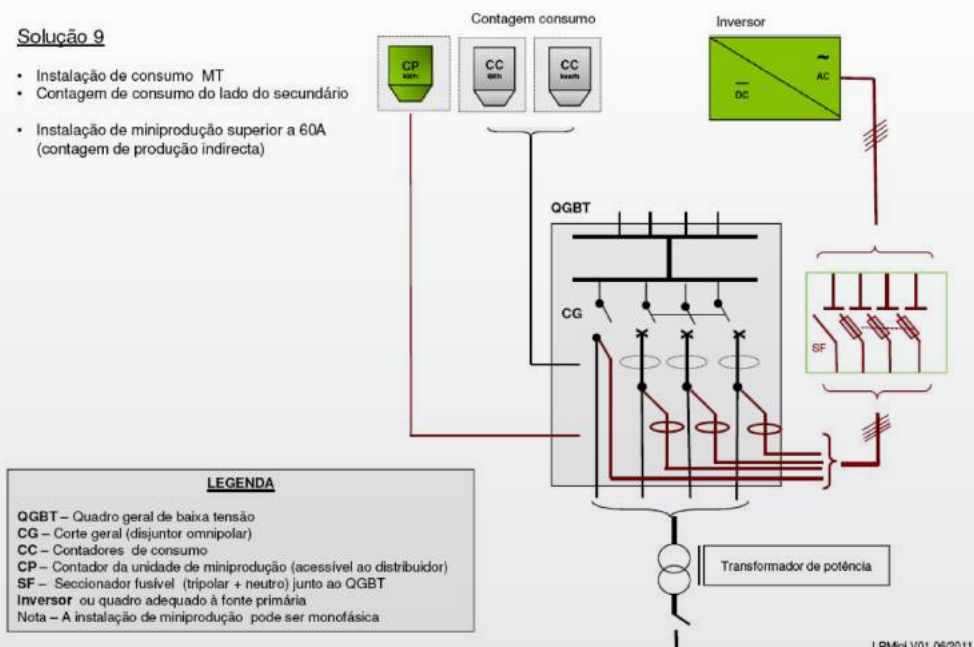 Solução 9
• Instalação de consumo MT
• Contagem de consumo do lado do secundário
• Instalação de miniprodução superior a 60A
(contagem de produção indirecta)
Contagem consumo
CP
kWh
CC
kWh
CC
kvarh
Inversor
AC
DC
QGBT
CG
SF
Transformador de potência
LEGENDA
QGBT – Quadro geral de baixa tensão
CG – Corte geral (disjuntor omnipolar)
CC – Contadores de consumo
CP – Contador da unidade de miniprodução (acessível ao distribuidor)
SF – Seccionador fusível (tripolar + neutro) junto ao QGBT
Inversor ou quadro adequado à fonte primária
Nota – A instalação de miniprodução pode ser monofásica